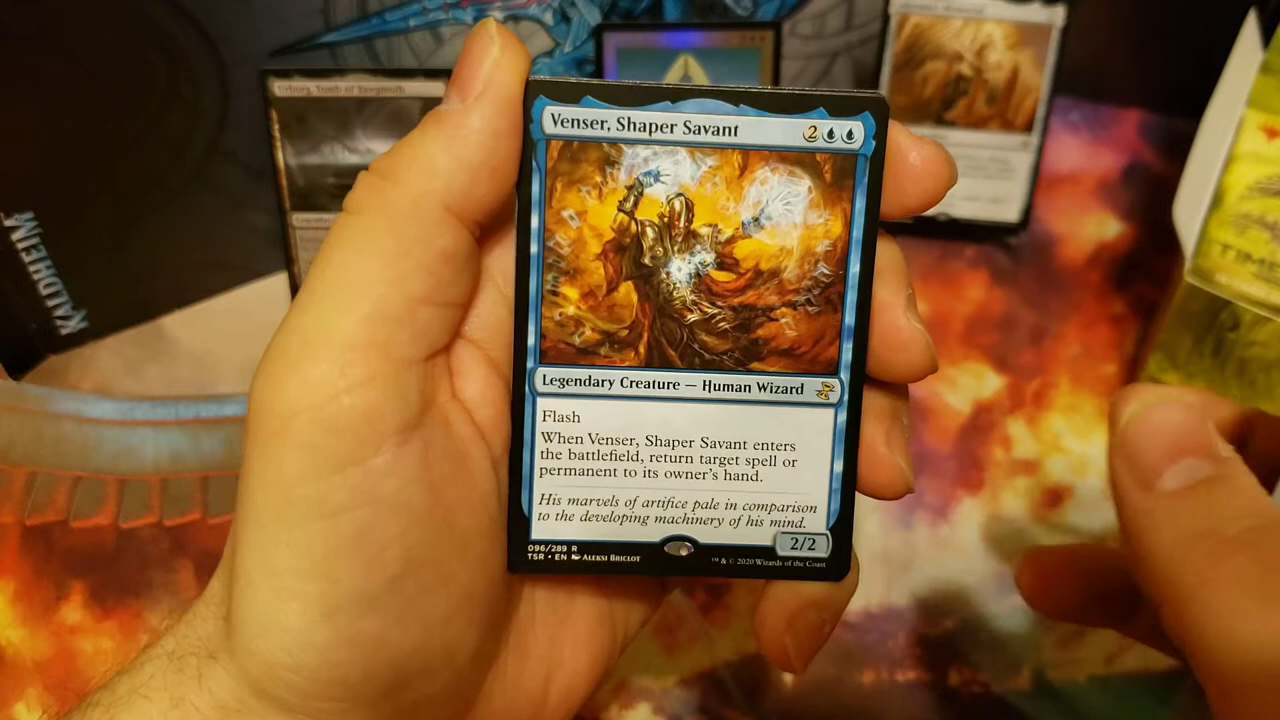 Urborg, Tomb of Yawgmoth
KALDHEIM
TIME
Venser, Shaper Savant
2
Legendary Creature — Human Wizard
Flash
When Venser, Shaper Savant enters
the battlefield, return target spell or
permanent to its owner's hand.
His marvels of artifice pale in comparison
to the developing machinery of his mind.
2/2
096/289 R
TSR • EN ALEKSI BRICLOT
™ & © 2020 Wizards of the Coast